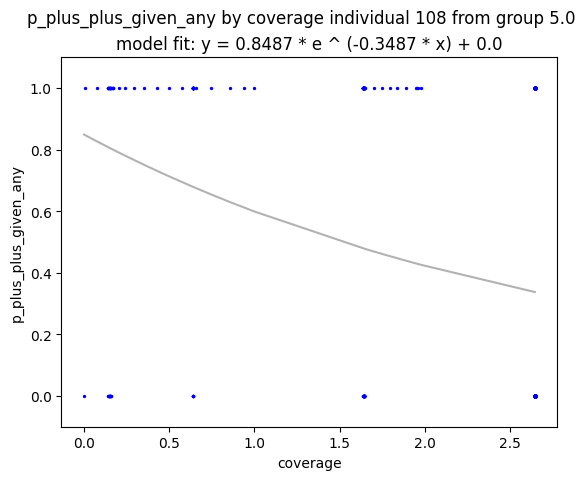 p_plus_plus_given_any by coverage individual 108 from group 5.0
model fit: y = 0.8487 * e ^ (-0.3487 * x) + 0.0
p_plus_plus_given_any
1.0
0.8
0.6
0.4
0.2
0.0
0.0 0.5 1.0 1.5 2.0 2.5
coverage